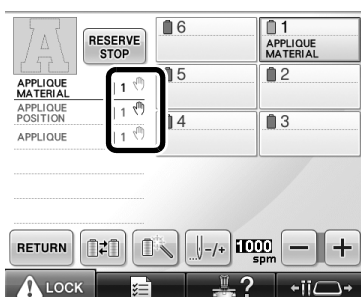 RESERVE
STOP
6
1
APPLIQUE
MATERIAL
APPLIQUE
MATERIAL
1
5
2
APPLIQUE
POSITION
1
APPLIQUE
1
4
3
RETURN
-/+
1000
spm
- +
LOCK
?